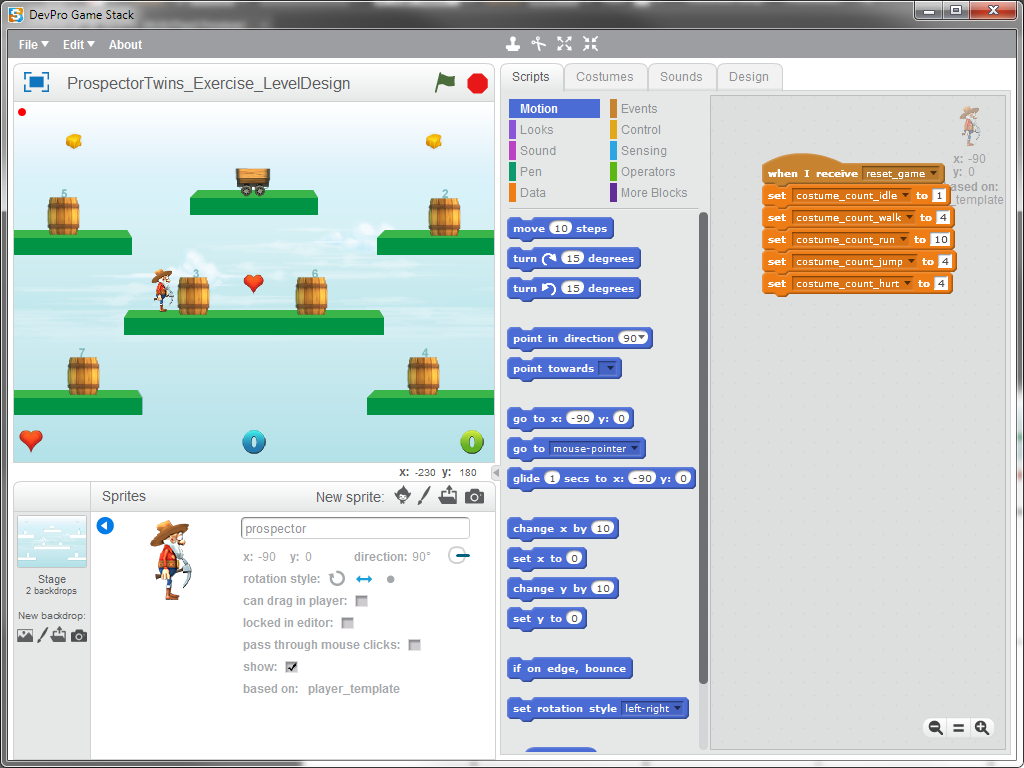 DevPro Game Stack
File Edit About
ProspectorTwins_Exercise_LevelDesign
5
2
3
6
7
4
0
0
x: -230 y: 180
Sprites
New sprite:
Stage
2 backdrops
New backdrop:
prospector
x: -90 y: 0 direction: 90°
rotation style:
can drag in player:
locked in editor:
pass through mouse clicks:
show:
based on: player_template
Scripts Costumes Sounds Design
Motion Events
Looks Control
Sound Sensing
Pen Operators
Data More Blocks
move 10 steps
turn 15 degrees
turn 15 degrees
point in direction 90
point towards
go to x: -90 y: 0
go to mouse-pointer
glide 1 secs to x: -90 y: 0
change x by 10
set x to 0
change y by 10
set y to 0
if on edge, bounce
set rotation style left-right
x: -90
y: 0
ased on:
_template
when I receive reset_game
set costume_count_idle to 1
set costume_count_walk to 4
set costume_count_run to 10
set costume_count_jump to 4
set costume_count_hurt to 4